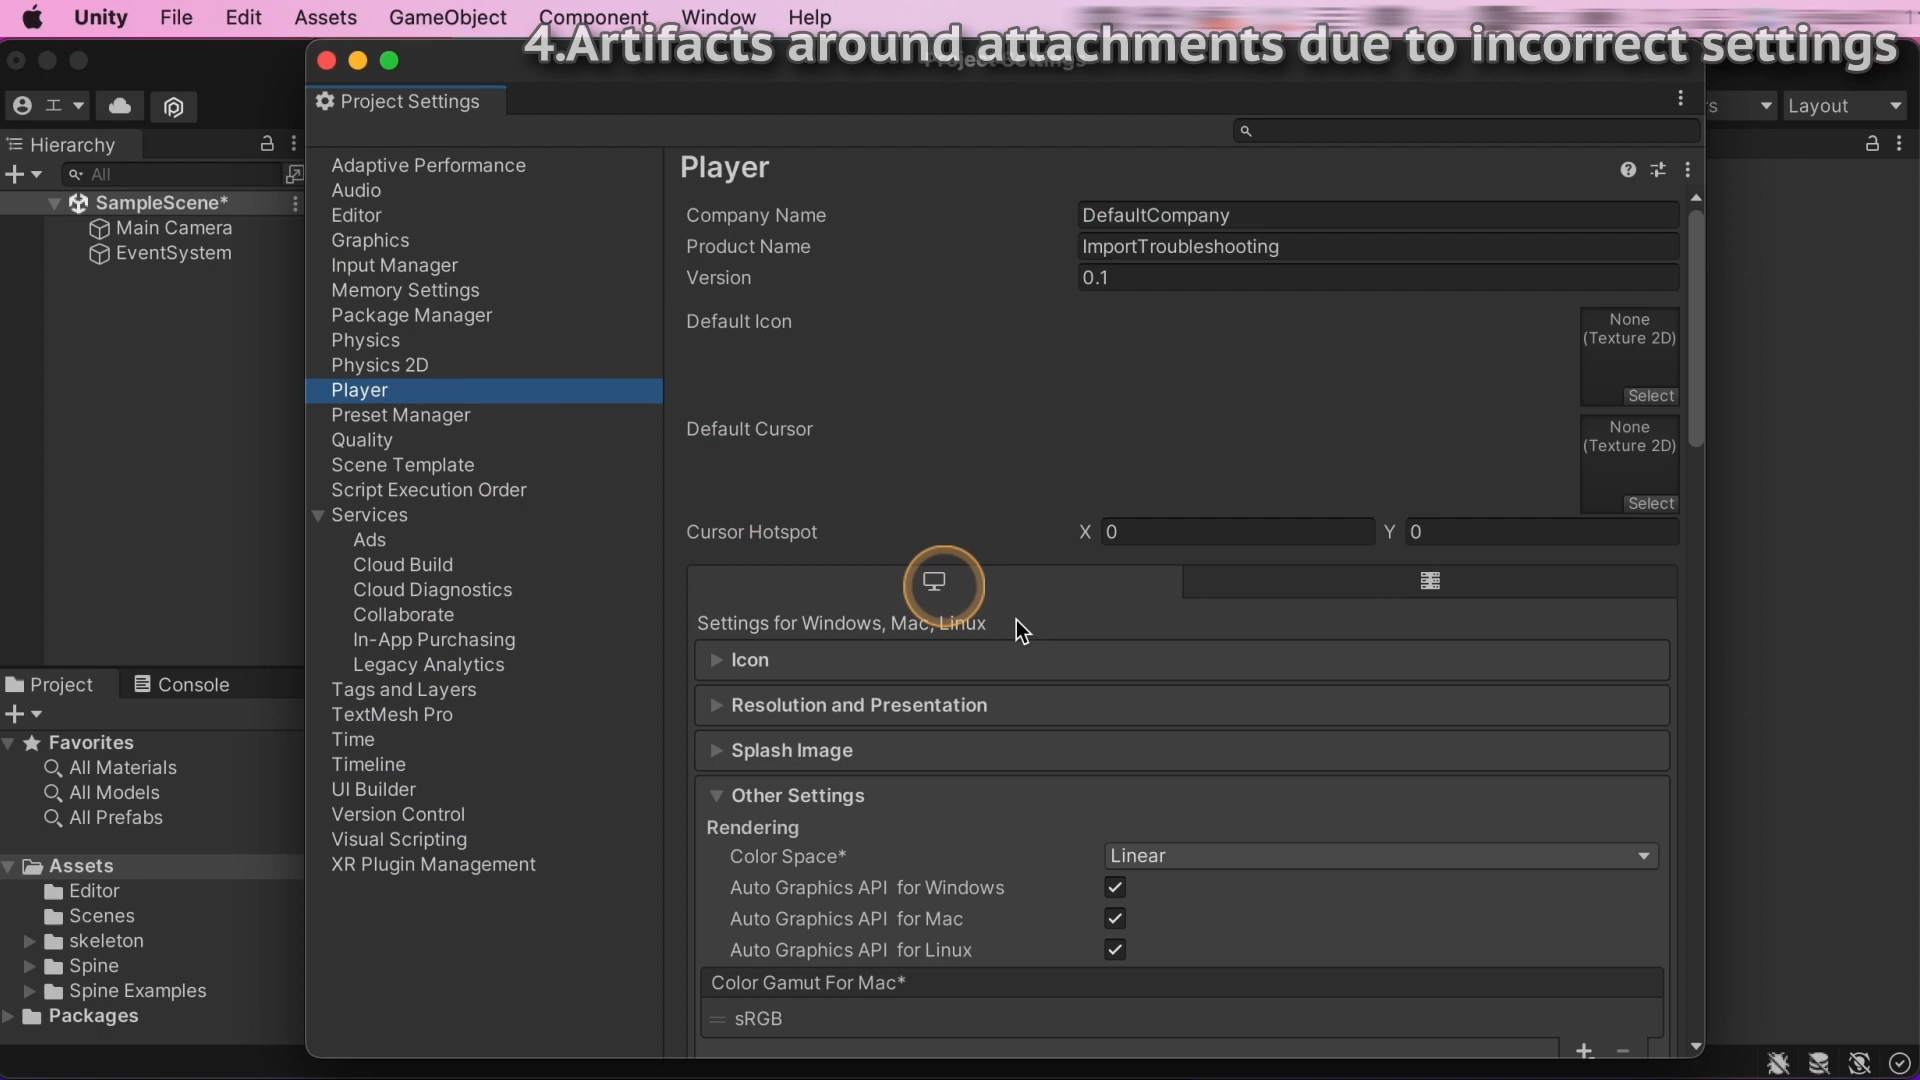 Unity File Edit Assets GameObject Component Window Help
4.Artifacts around attachments due to incorrect settings
Project Settings
Layout
Hierarchy
All
SampleScene*
Main Camera
EventSystem
Project Console
Favorites
All Materials
All Models
All Prefabs
Assets
Editor
Scenes
skeleton
Spine
Spine Examples
Packages
Adaptive Performance
Audio
Editor
Graphics
Input Manager
Memory Settings
Package Manager
Physics
Physics 2D
Player
Preset Manager
Quality
Scene Template
Script Execution Order
Services
Ads
Cloud Build
Cloud Diagnostics
Collaborate
In-App Purchasing
Legacy Analytics
Tags and Layers
TextMesh Pro
Time
Timeline
UI Builder
Version Control
Visual Scripting
XR Plugin Management
Player
Company Name DefaultCompany
Product Name ImportTroubleshooting
Version 0.1
Default Icon
None
(Texture 2D)
Select
Default Cursor
None
(Texture 2D)
Select
Cursor Hotspot X 0 Y 0
Settings for Windows, Mac, Linux
Icon
Resolution and Presentation
Splash Image
Other Settings
Rendering
Color Space* Linear
Auto Graphics API for Windows
Auto Graphics API for Mac
Auto Graphics API for Linux
Color Gamut For Mac*
sRGB